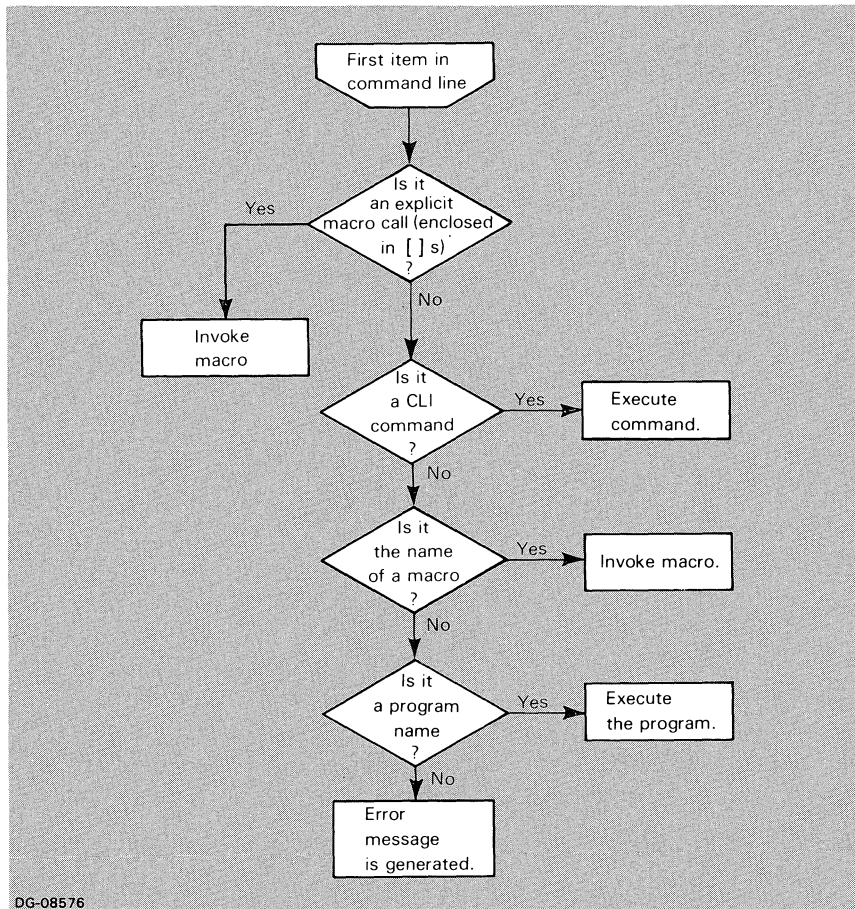 First item in
command line
Is it
an explicit
macro call (enclosed
in [ ] s)
?
Yes
No
Invoke
macro
Is it
a CLI
command
?
Yes
Execute
command.
No
Is it
the name
of a macro
?
Yes
Invoke macro.
No
Is it
a program
name
?
Yes
Execute
the program.
No
Error
message
is generated.
DG-08576